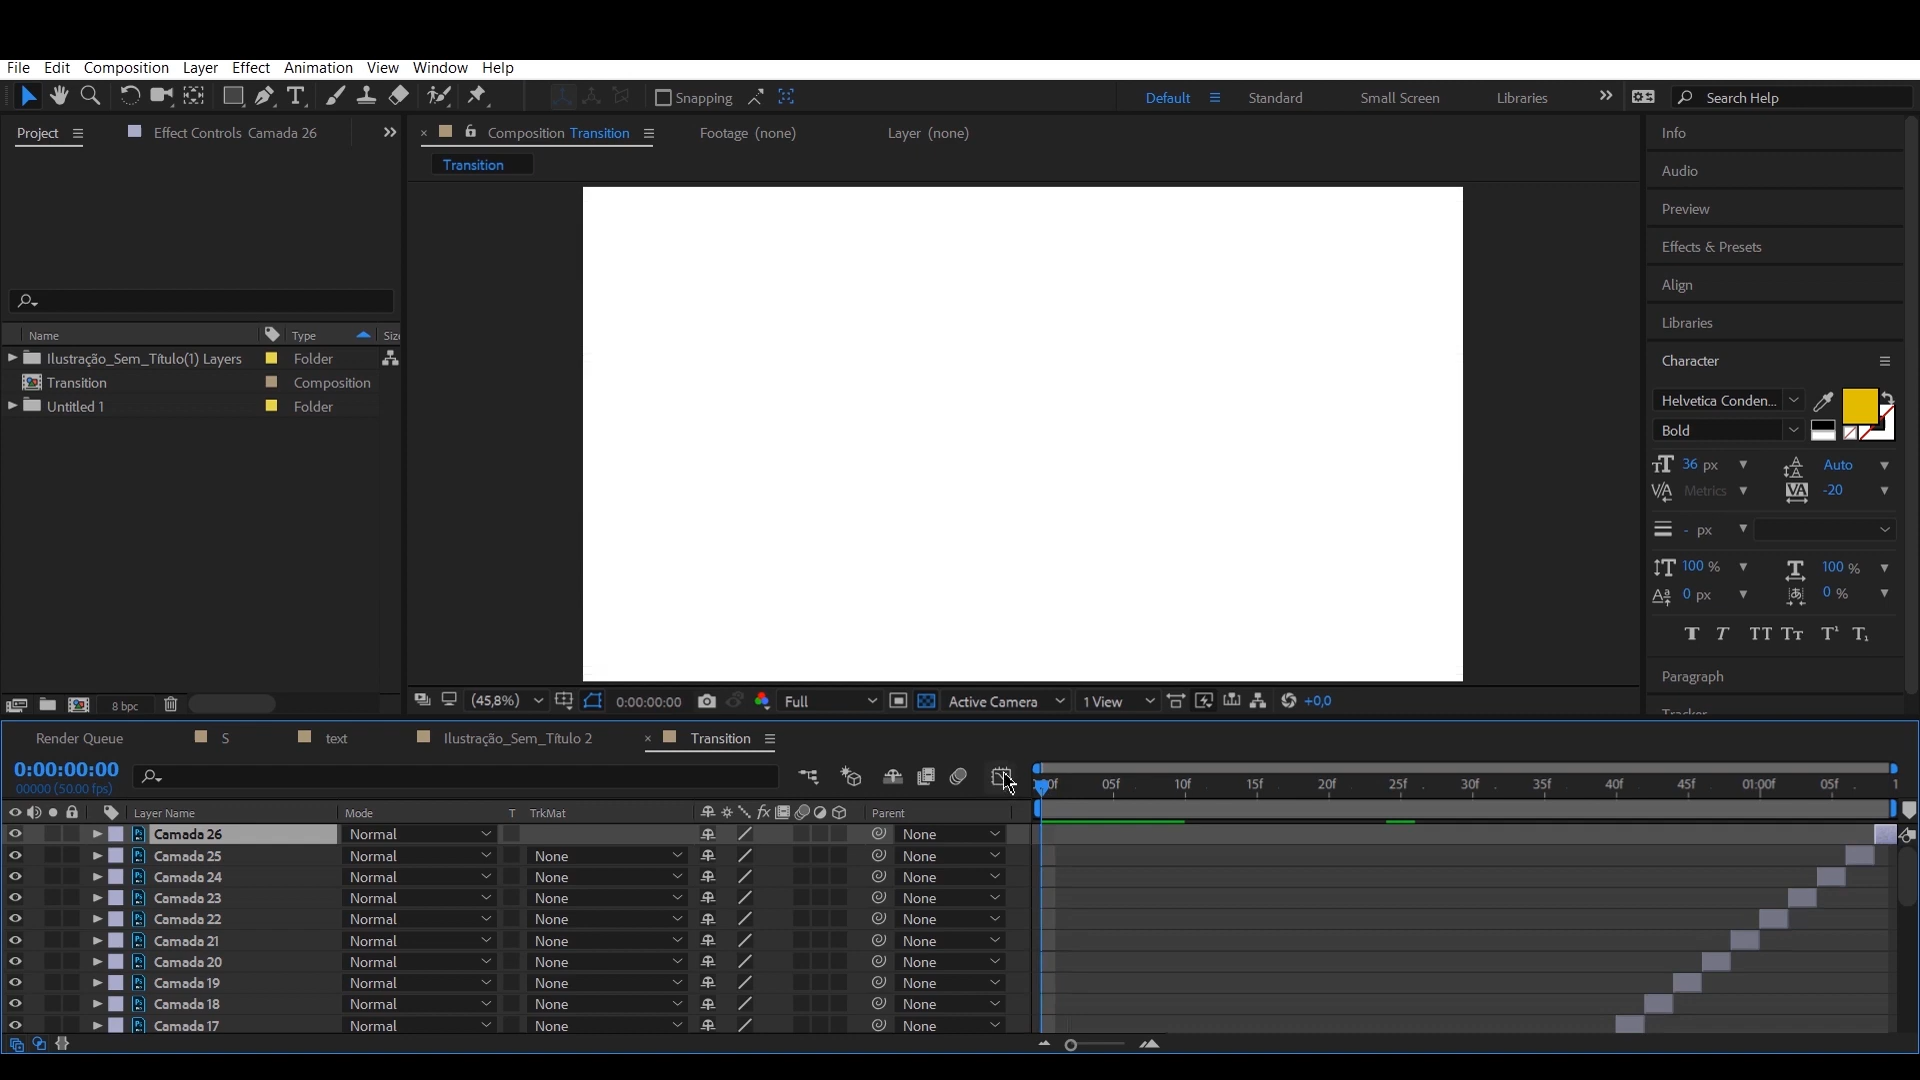 File Edit Composition Layer Effect Animation View Window Help
Snapping Default Standard Small Screen Libraries Search Help
Project Effect Controls Camada 26 Composition Transition Footage (none) Layer (none)
Transition
Info
Audio
Preview
Effects & Presets
Align
Libraries
Character
Name Type Size
Ilustração_Sem_Título(1) Layers Folder
Transition Composition
Untitled 1 Folder
Helvetica Conden...
Bold
36 px Auto
Metrics -20
- px
100 % 100 %
0 px 0 %
Paragraph
8 bpc
(45,8%) 0:00:00:00 Full Active Camera 1 View +0,0
Render Queue S text Ilustração_Sem_Título 2 Transition
0:00:00:00
00000 (50.00 fps)
05f 10f 15f 20f 25f 30f 35f 40f 45f 01:00f 05f 1
Layer Name Mode T TrkMat Parent
Camada 26 Normal None
Camada 25 Normal None None
Camada 24 Normal None None
Camada 23 Normal None None
Camada 22 Normal None None
Camada 21 Normal None None
Camada 20 Normal None None
Camada 19 Normal None None
Camada 18 Normal None None
Camada 17 Normal None None